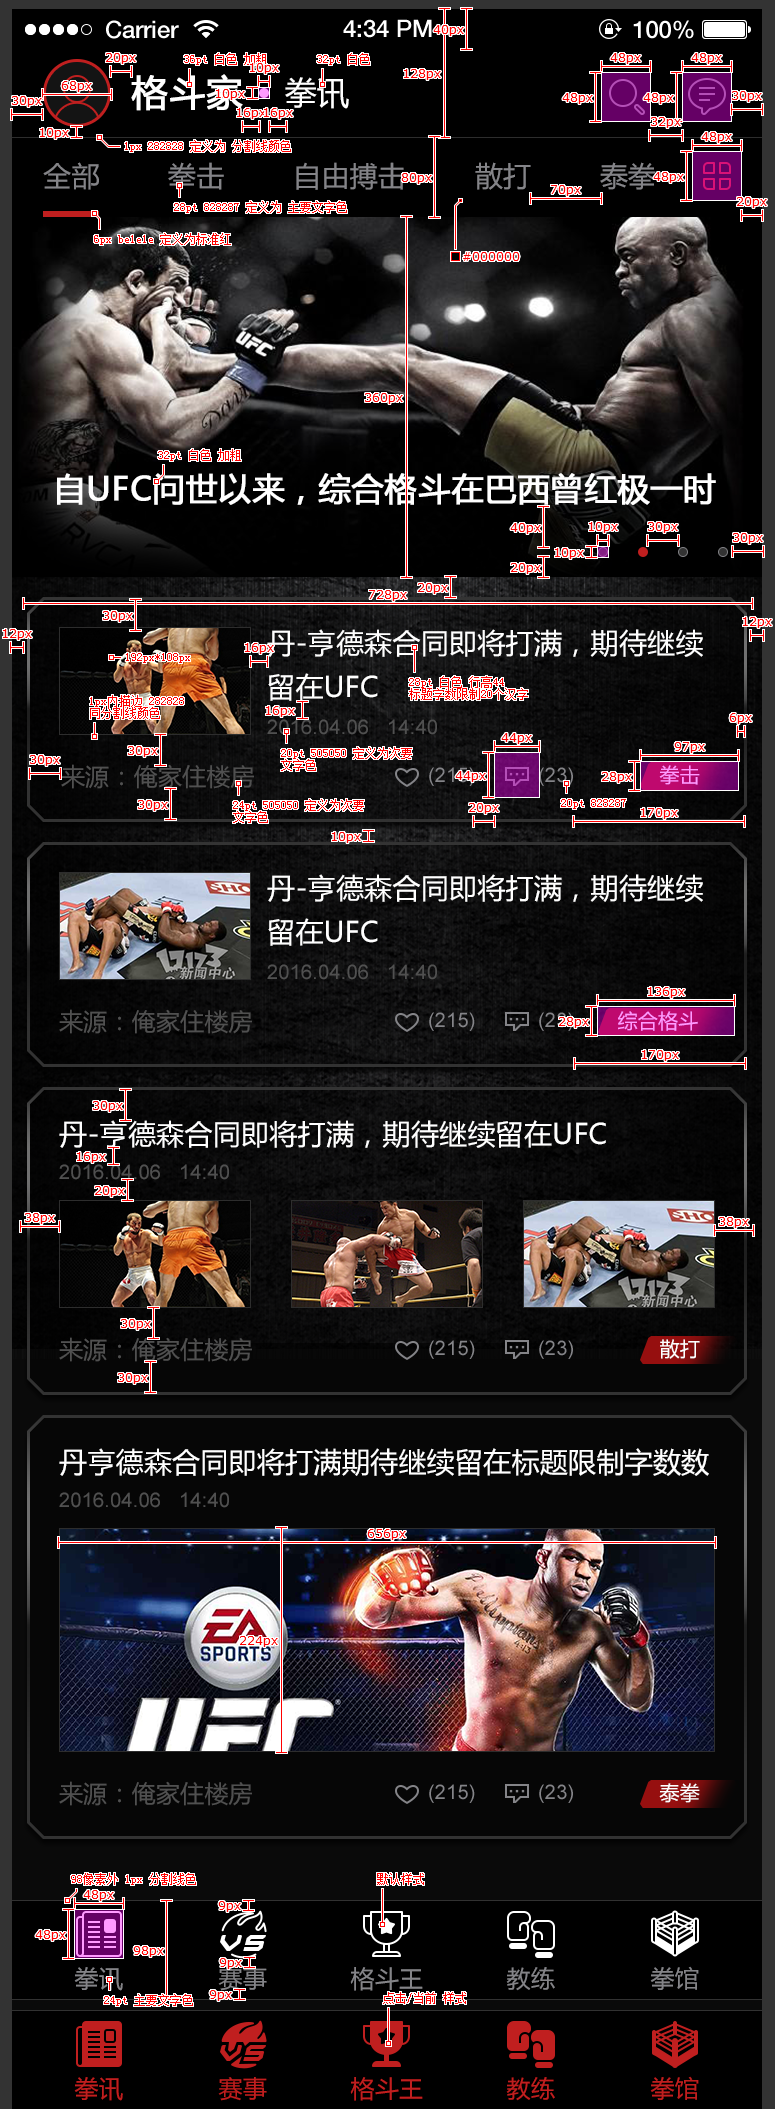 Carrier 4:34 PM 100%
40px
20px 36pt 白色 加粗 32pt 白色 48px 48px
10px 128px
68px 格斗家 拳讯 10px 48px 48px
30px 16px 16px 30px
10px 32px
1px 282828 定义为 分割线颜色 48px
全部 拳击 自由搏击 80px 散打 泰拳 48px
70px
28pt 828287 定义为 主要文字色 20px
定义为标准红
#000000
UFC
360px
32pt 白色 加粗
自UFC问世以来，综合格斗在巴西曾红极一时
40px 10px 30px 30px
10px
20px
20px
728px
30px
12px 12px
丹-亨德森合同即将打满，期待继续
16px
192px*108px
28pt 白色 行高44
标题字数限制20个汉字
留在UFC
1px内描边 282828
同分割线颜色
16px
2016.04.06 14:40
6px
30px 20pt 505050 定义为次要
文字色
44px 97px
30px 来源：俺家住楼房 44px (23) 28px 拳击
30px 24pt 505050 定义为次要
文字色
20px 20pt 828287 170px
10px
丹-亨德森合同即将打满，期待继续
留在UFC
新闻中心
2016.04.06 14:40
136px
来源：俺家住楼房 (215) 28px 综合格斗
170px
30px
丹-亨德森合同即将打满，期待继续留在UFC
16px
2016.04.06 14:40
20px
38px 38px
新闻中心
30px
来源：俺家住楼房 (215) (23) 散打
30px
丹亨德森合同即将打满期待继续留在标题限制字数数
2016.04.06 14:40
656px
EA
SPORTS
224px
UFC
来源：俺家住楼房 (215) (23) 泰拳
98像素外 1px 分割线色 默认样式
48px 9px
48px 98px VS
9px
拳讯 赛事 格斗王 教练 拳馆
24pt 主要文字色 9px 点击/当前 样式
拳讯 赛事 格斗王 教练 拳馆